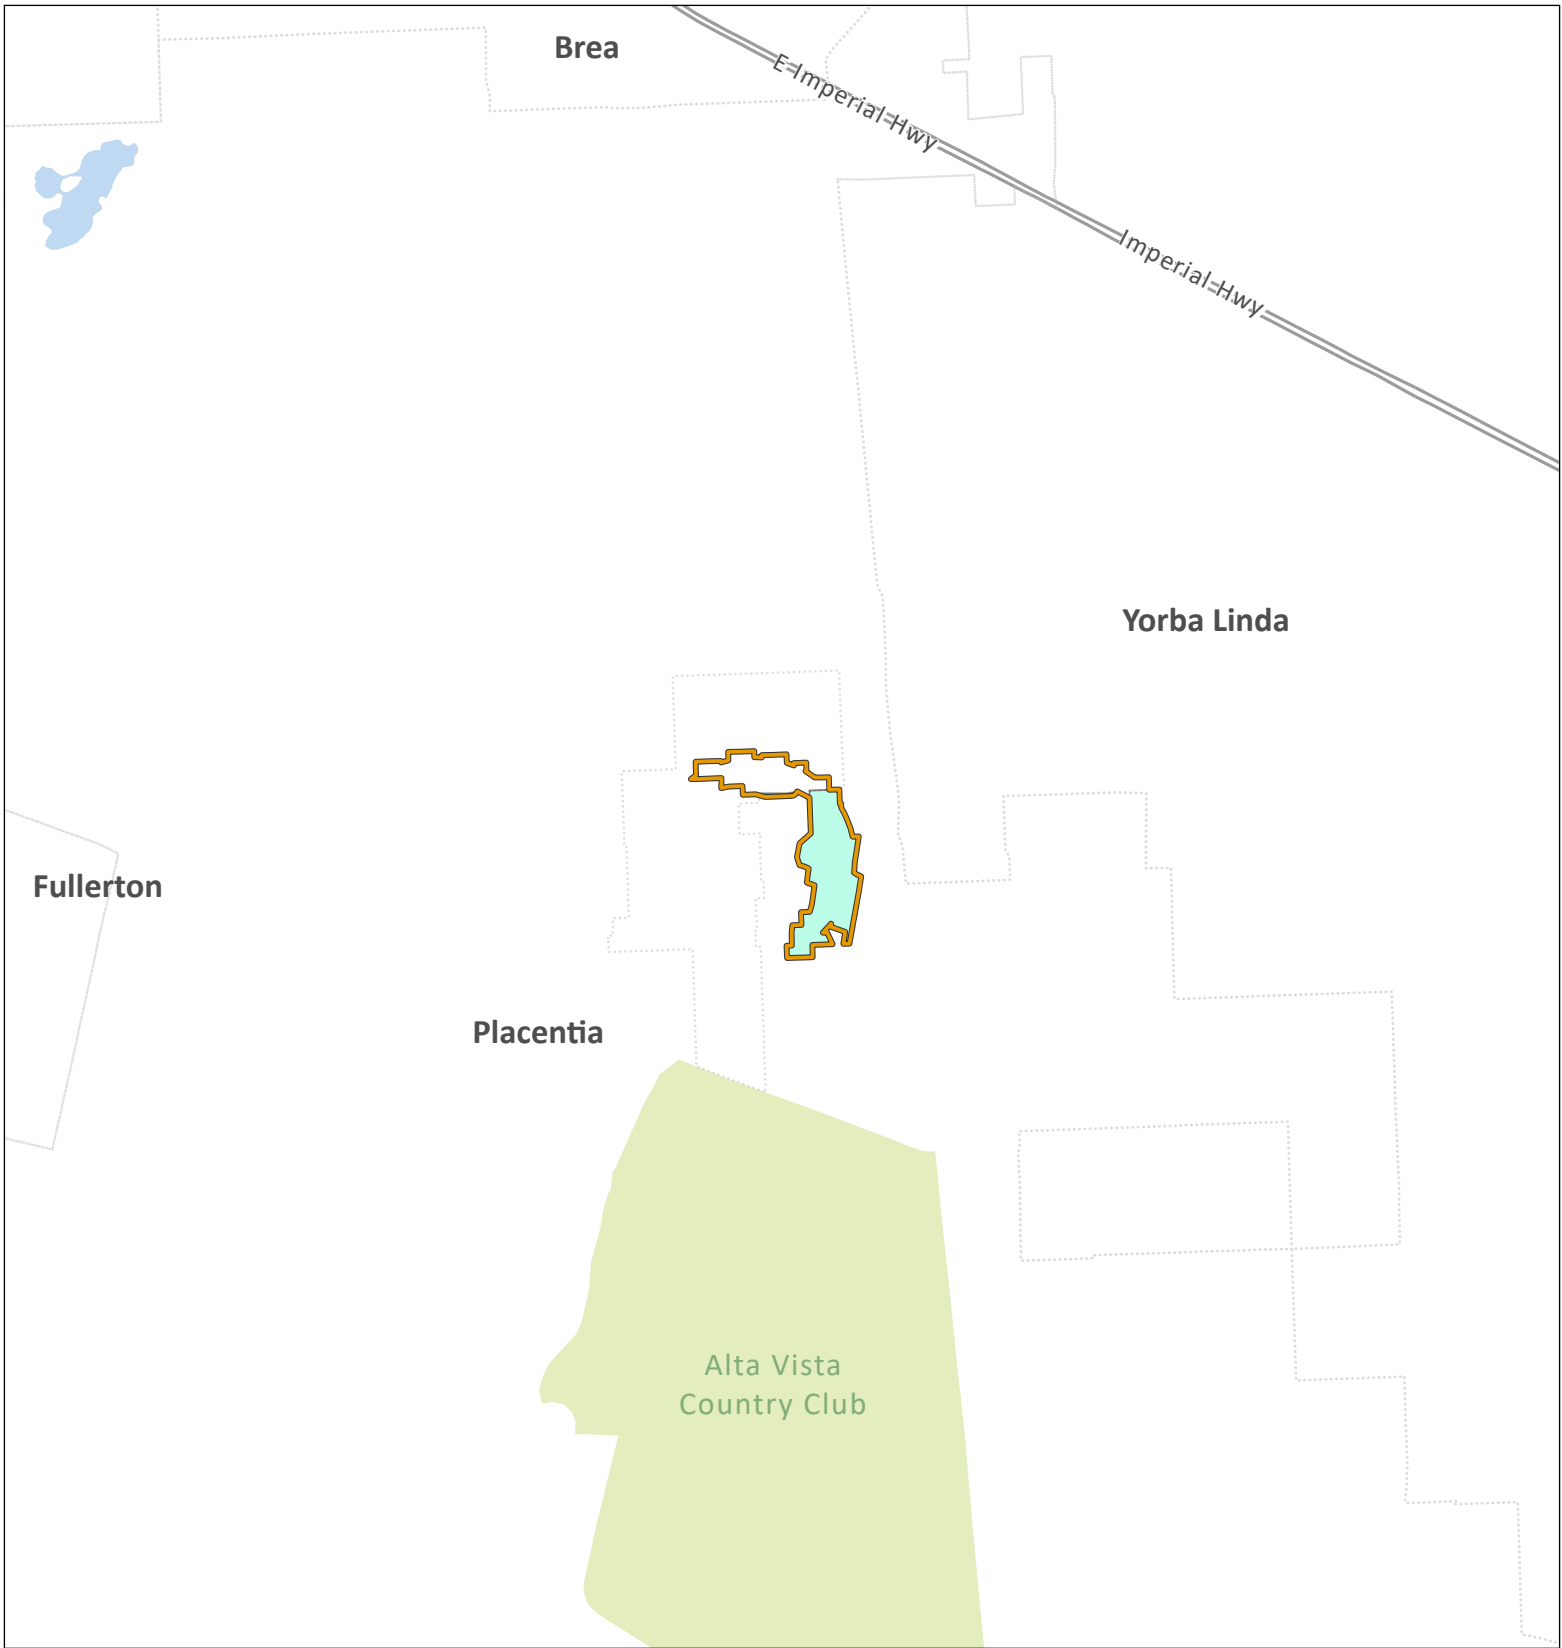 Brea
E Imperial Hwy
Imperial Hwy
Yorba Linda
Fullerton
Placentia
Alta Vista
Country Club